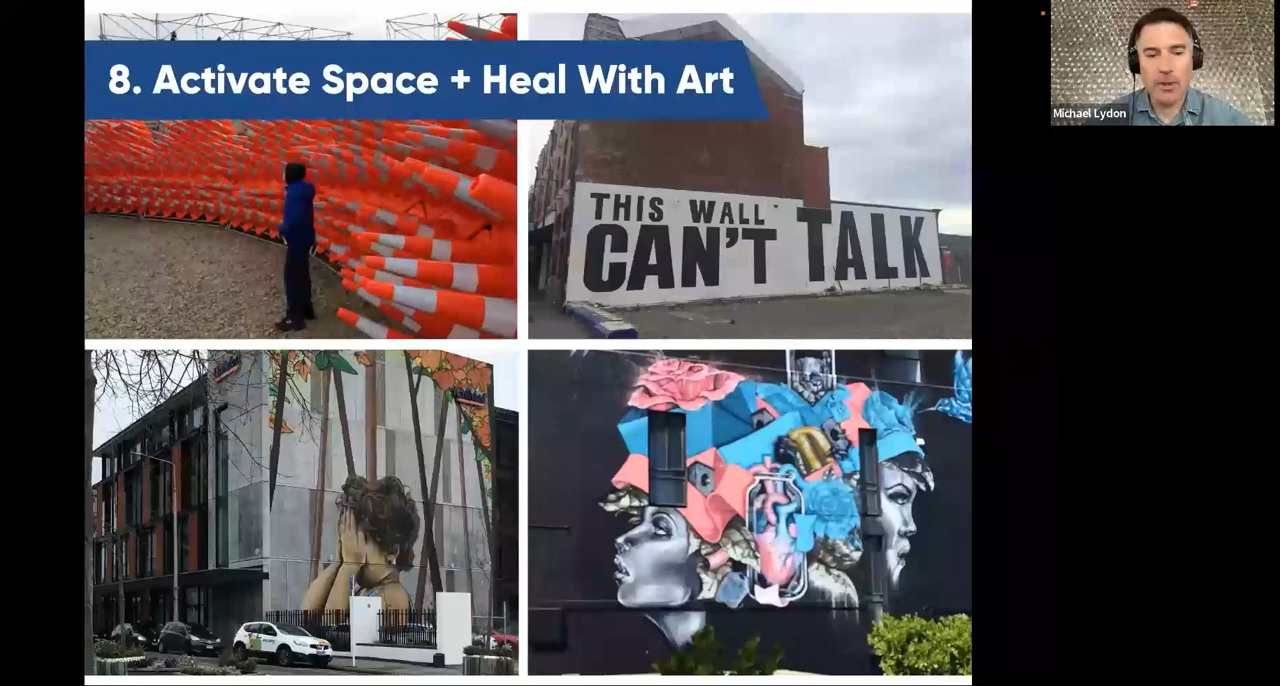 8. Activate Space + Heal With Art
THIS WALL
CAN'T TALK
Michael Lydon